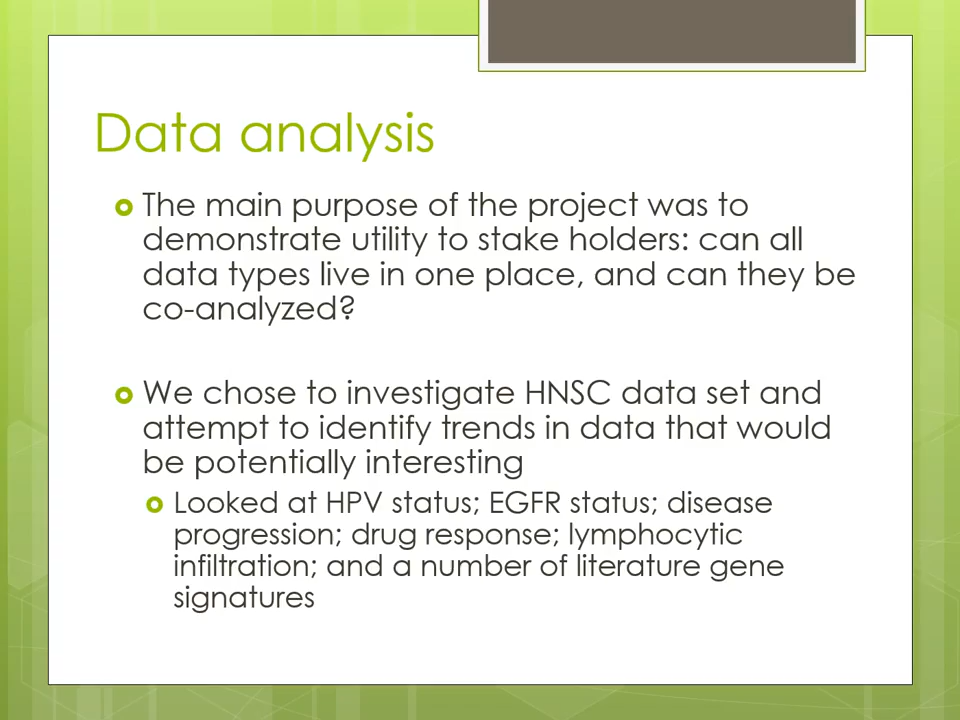 Data analysis
The main purpose of the project was to
demonstrate utility to stake holders: can all
data types live in one place, and can they be
co-analyzed?
We chose to investigate HNSC data set and
attempt to identify trends in data that would
be potentially interesting
Looked at HPV status; EGFR status; disease
progression; drug response; lymphocytic
infiltration; and a number of literature gene
signatures